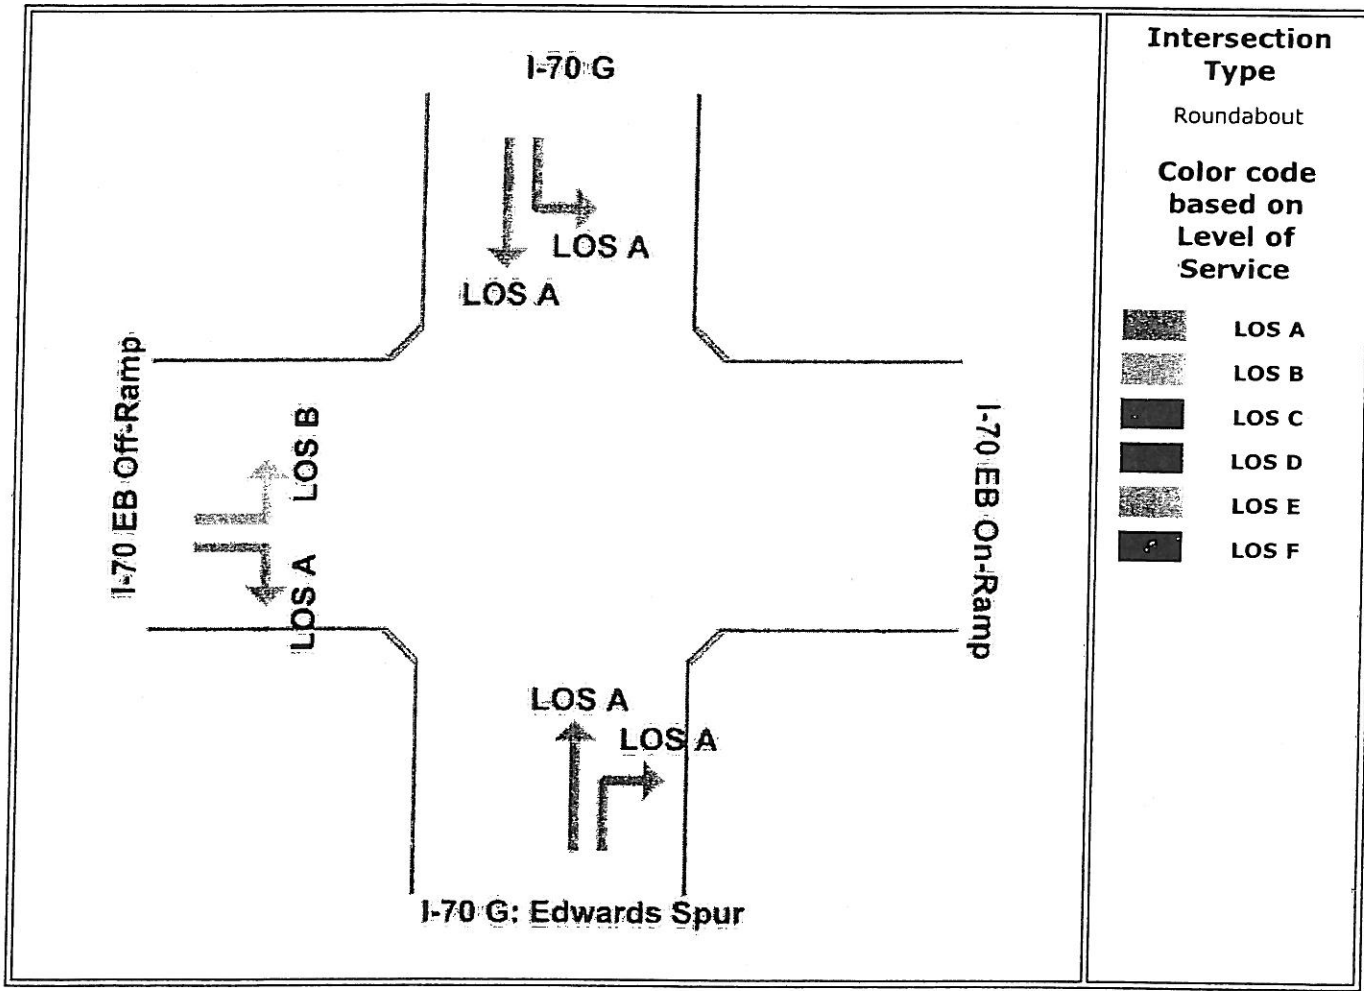 I-70 G
LOS A
LOS A
I-70 EB Off-Ramp
LOS B
LOS A
I-70 EB On-Ramp
LOS A
LOS A
I-70 G: Edwards Spur
Intersection
Type
Roundabout
Color code
based on
Level of
Service
LOS A
LOS B
LOS C
LOS D
LOS E
LOS F